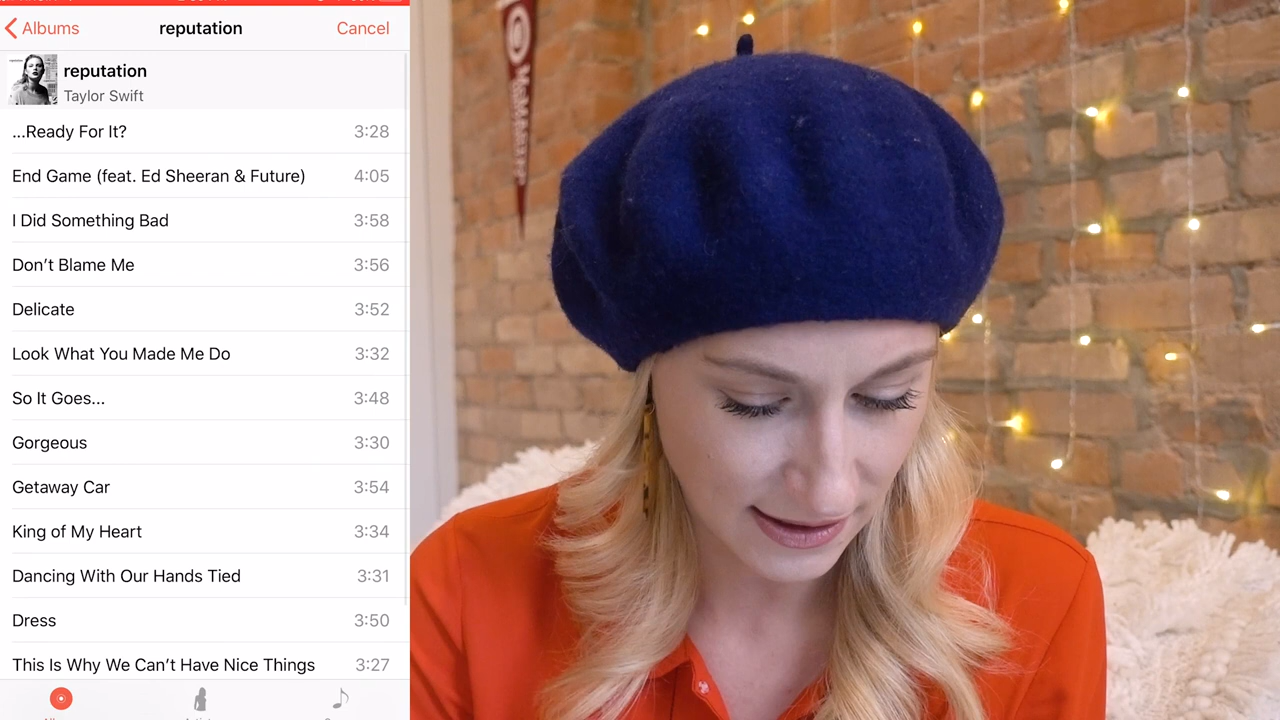 Albums
reputation
Cancel
reputation
Taylor Swift
...Ready For It?
3:28
End Game (feat. Ed Sheeran & Future)
4:05
I Did Something Bad
3:58
Don’t Blame Me
3:56
Delicate
3:52
Look What You Made Me Do
3:32
So It Goes...
3:48
Gorgeous
3:30
Getaway Car
3:54
King of My Heart
3:34
Dancing With Our Hands Tied
3:31
Dress
3:50
This Is Why We Can’t Have Nice Things
3:27